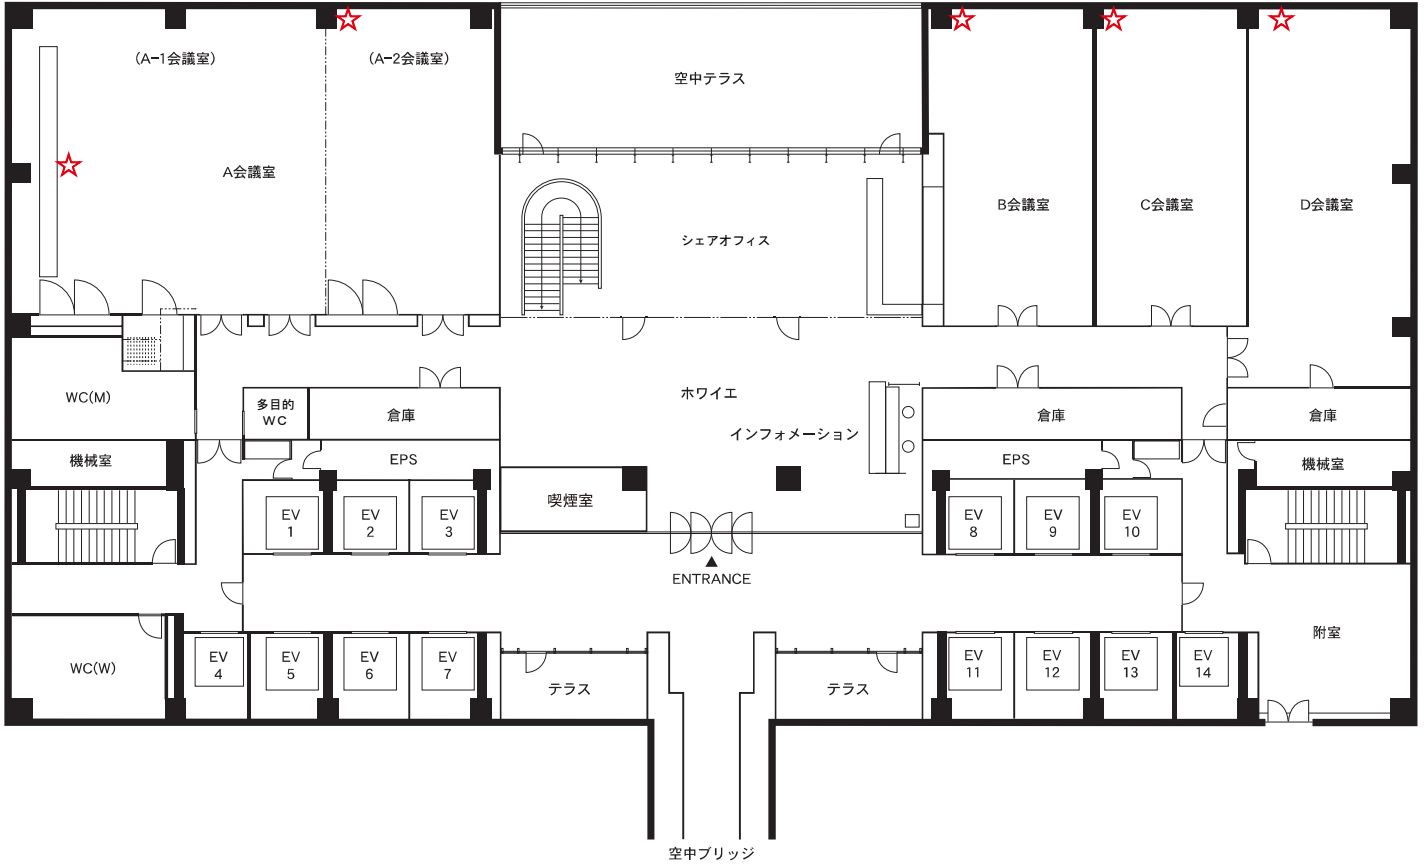 (A-1会議室)
(A-2会議室)
空中テラス
A会議室
B会議室
C会議室
D会議室
シェアオフィス
WC(M)
多目的
WC
倉庫
ホワイエ
インフォメーション
倉庫
倉庫
機械室
EPS
EPS
機械室
喫煙室
EV
1
EV
2
EV
3
EV
8
EV
9
EV
10
ENTRANCE
附室
WC(W)
EV
4
EV
5
EV
6
EV
7
テラス
テラス
EV
11
EV
12
EV
13
EV
14
空中ブリッジ